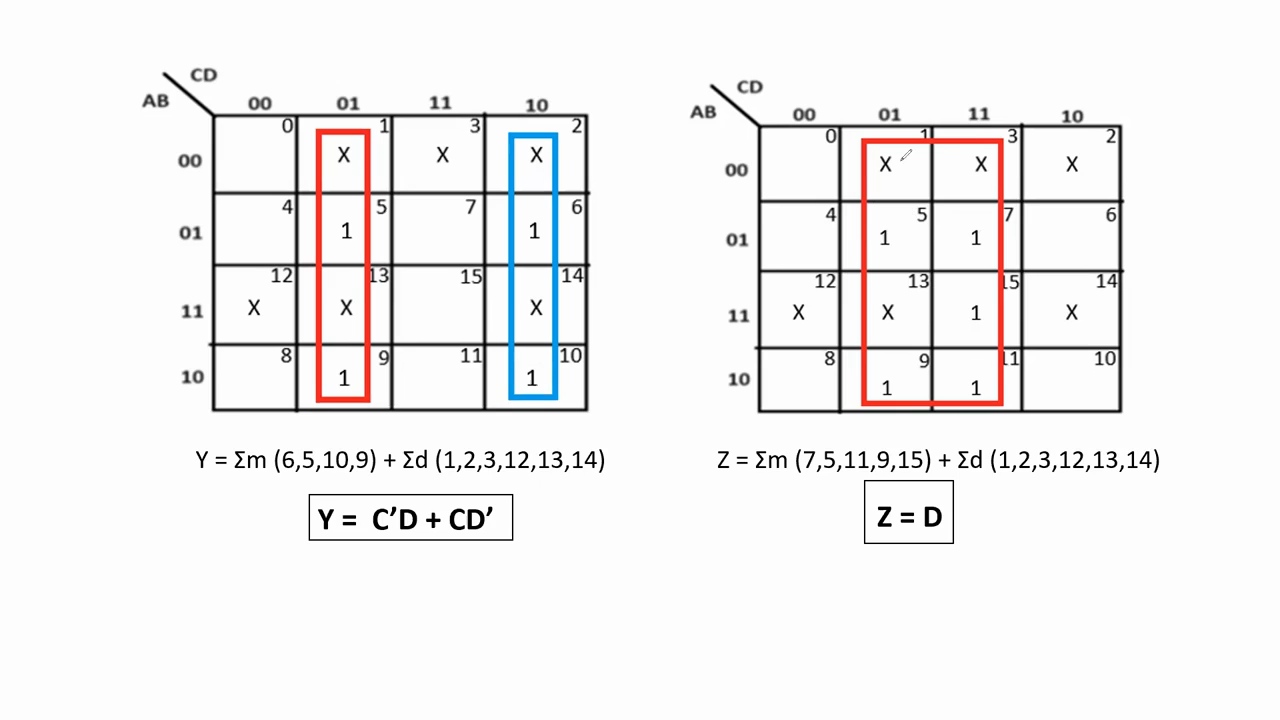 CD
AB 00 01 11 10
0 1 3 2
00 X X X
4 5 7 6
01 1 1
12 13 15 14
11 X X X
8 9 11 10
10 1 1
Y = Σm (6,5,10,9) + Σd (1,2,3,12,13,14)
Y = C’D + CD’
CD
AB 00 01 11 10
0 1 3 2
00 X X X
4 5 7 6
01 1 1
12 13 15 14
11 X X 1 X
8 9 11 10
10 1 1
Z = Σm (7,5,11,9,15) + Σd (1,2,3,12,13,14)
Z = D